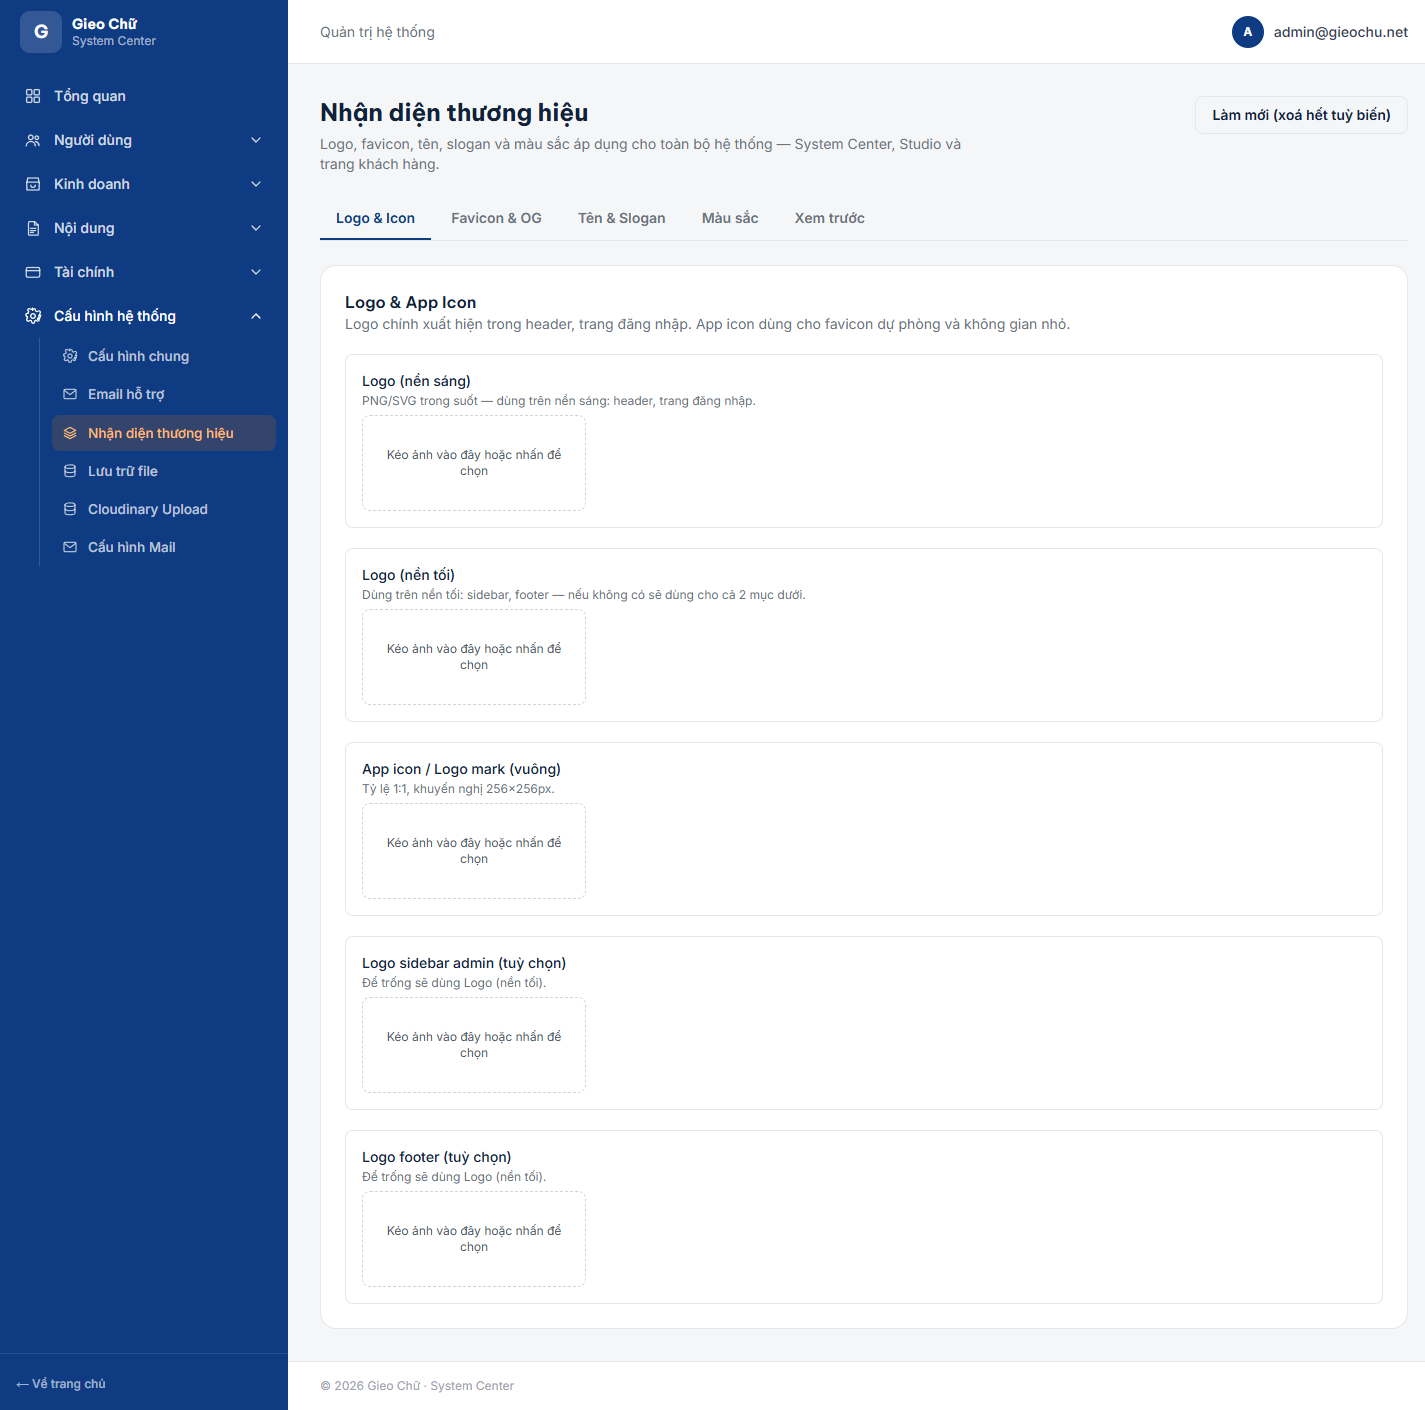 G
Gieo Chữ
System Center
Tổng quan
Người dùng
Kinh doanh
Nội dung
Tài chính
Cấu hình hệ thống
Cấu hình chung
Email hỗ trợ
Nhận diện thương hiệu
Lưu trữ file
Cloudinary Upload
Cấu hình Mail
← Về trang chủ
Quản trị hệ thống
A
admin@gieochu.net
Nhận diện thương hiệu
Logo, favicon, tên, slogan và màu sắc áp dụng cho toàn bộ hệ thống — System Center, Studio và
trang khách hàng.
Làm mới (xoá hết tuỳ biến)
Logo & Icon
Favicon & OG
Tên & Slogan
Màu sắc
Xem trước
Logo & App Icon
Logo chính xuất hiện trong header, trang đăng nhập. App icon dùng cho favicon dự phòng và không gian nhỏ.
Logo (nền sáng)
PNG/SVG trong suốt — dùng trên nền sáng: header, trang đăng nhập.
Kéo ảnh vào đây hoặc nhấn để
chọn
Logo (nền tối)
Dùng trên nền tối: sidebar, footer — nếu không có sẽ dùng cho cả 2 mục dưới.
Kéo ảnh vào đây hoặc nhấn để
chọn
App icon / Logo mark (vuông)
Tỷ lệ 1:1, khuyến nghị 256×256px.
Kéo ảnh vào đây hoặc nhấn để
chọn
Logo sidebar admin (tuỳ chọn)
Để trống sẽ dùng Logo (nền tối).
Kéo ảnh vào đây hoặc nhấn để
chọn
Logo footer (tuỳ chọn)
Để trống sẽ dùng Logo (nền tối).
Kéo ảnh vào đây hoặc nhấn để
chọn
© 2026 Gieo Chữ · System Center